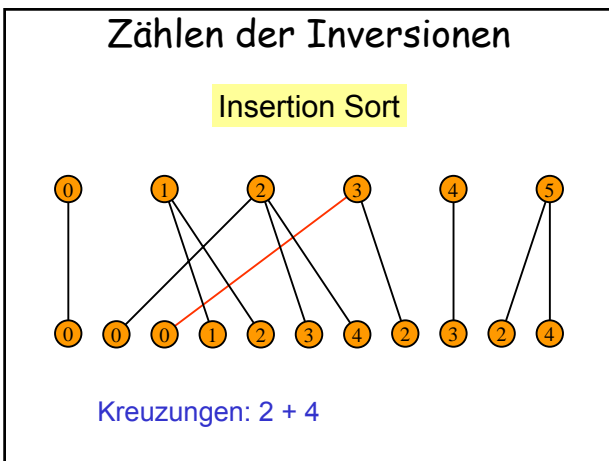 Zählen der Inversionen
Insertion Sort
0 1 2 3 4 5
0 0 0 1 2 3 4 2 3 2 4
Kreuzungen: 2 + 4